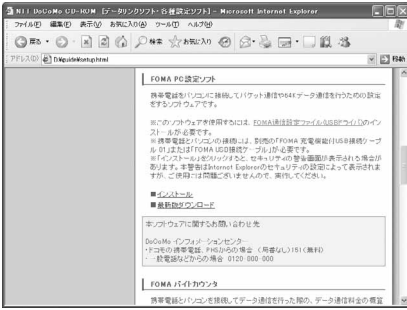 NTT DoCoMo CD-ROM [データリンクソフト・各種設定ソフト] - Microsoft Internet Explorer
ファイル(F) 編集(E) 表示(V) お気に入り(A) ツール(T) ヘルプ(H)
戻る 検索 お気に入り
アドレス(D) 移動
FOMA PC設定ソフト
携帯電話をパソコンに接続してパケット通信や64Kデータ通信を行うための設定
をするソフトウェアです。
※このソフトウェアを使用するには、FOMA通信設定ファイル(USBドライバ)のイン
ストールが必要です。
※携帯電話とパソコンの接続には、別売の「FOMA 充電機能付USB接続ケーブ
ル 01」または「FOMA USB接続ケーブル」が必要です。
※「インストール」をクリックすると、セキュリティの警告画面が表示される場合が
あります。本警告はInternet Explorerのセキュリティの設定によって表示されま
すが、ご使用には問題ございませんので、実行してください。
■インストール
■最新版ダウンロード
本ソフトウェアに関するお問い合わせ先
DoCoMo インフォメーションセンター
・ドコモの携帯電話、PHSからの場合 (局番なし)151(無料)
・一般電話などからの場合 0120-800-000
FOMA バイトカウンタ
携帯電話とパソコンを接続してデータ通信を行った際の、データ通信料金の概算